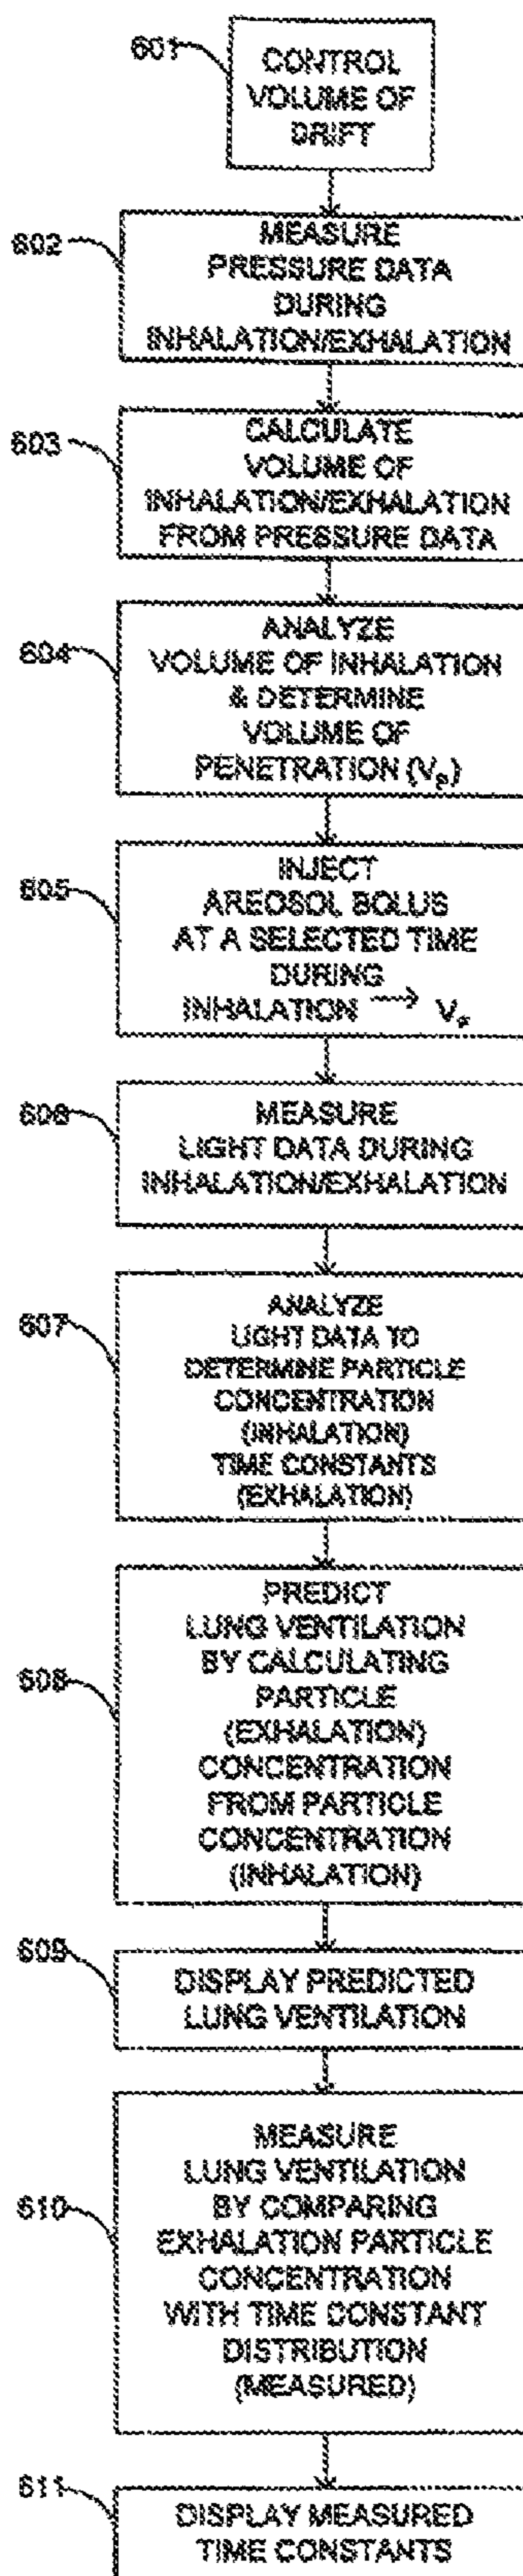 601
CONTROL
VOLUME OF
DRIFT
602
MEASURE
PRESSURE DATA
DURING
INHALATION/EXHALATION
603
CALCULATE
VOLUME OF
INHALATION/EXHALATION
FROM PRESSURE DATA
604
ANALYZE
VOLUME OF INHALATION
& DETERMINE
VOLUME OF
PENETRATION (Vp)
605
INJECT
AREOSOL BOLUS
AT A SELECTED TIME
DURING
INHALATION → Vp
606
MEASURE
LIGHT DATA DURING
INHALATION/EXHALATION
607
ANALYZE
LIGHT DATA TO
DETERMINE PARTICLE
CONCENTRATION
(INHALATION)
TIME CONSTANTS
(EXHALATION)
608
PREDICT
LUNG VENTILATION
BY CALCULATING
PARTICLE
(EXHALATION)
CONCENTRATION
FROM PARTICLE
CONCENTRATION
(INHALATION)
609
DISPLAY PREDICTED
LUNG VENTILATION
610
MEASURE
LUNG VENTILATION
BY COMPARING
EXHALATION PARTICLE
CONCENTRATION
WITH TIME CONSTANT
DISTRIBUTION
(MEASURED)
611
DISPLAY MEASURED
TIME CONSTANTS